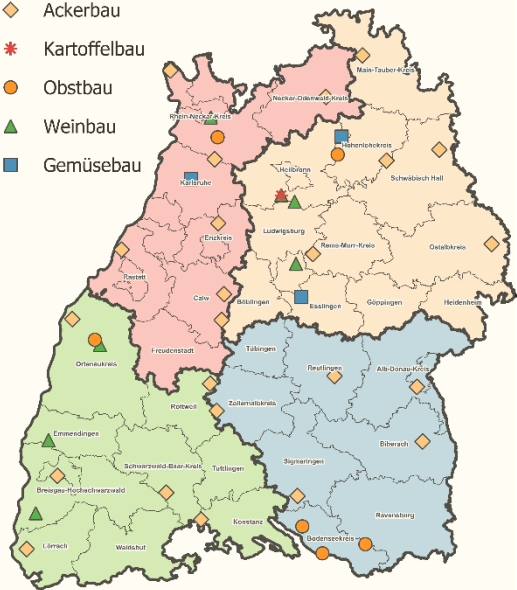 Ackerbau
Kartoffelbau
Obstbau
Weinbau
Gemüsebau
Main-Tauber-Kreis
Neckar-Odenwald-Kreis
Rhein-Neckar-Kreis
Hohenlohekreis
Heilbronn
Schwäbisch Hall
Karlsruhe
Ludwigsburg
Enzkreis
Rems-Murr-Kreis
Ostalbkreis
Rastatt
Calw
Böblingen
Esslingen
Göppingen
Heidenheim
Freudenstadt
Tübingen
Ortenaukreis
Reutlingen
Alb-Donau-Kreis
Rottweil
Zollernalbkreis
Emmendingen
Biberach
Schwarzwald-Baar-Kreis
Tuttlingen
Sigmaringen
Breisgau-Hochschwarzwald
Ravensburg
Konstanz
Bodenseekreis
Lörrach
Waldshut